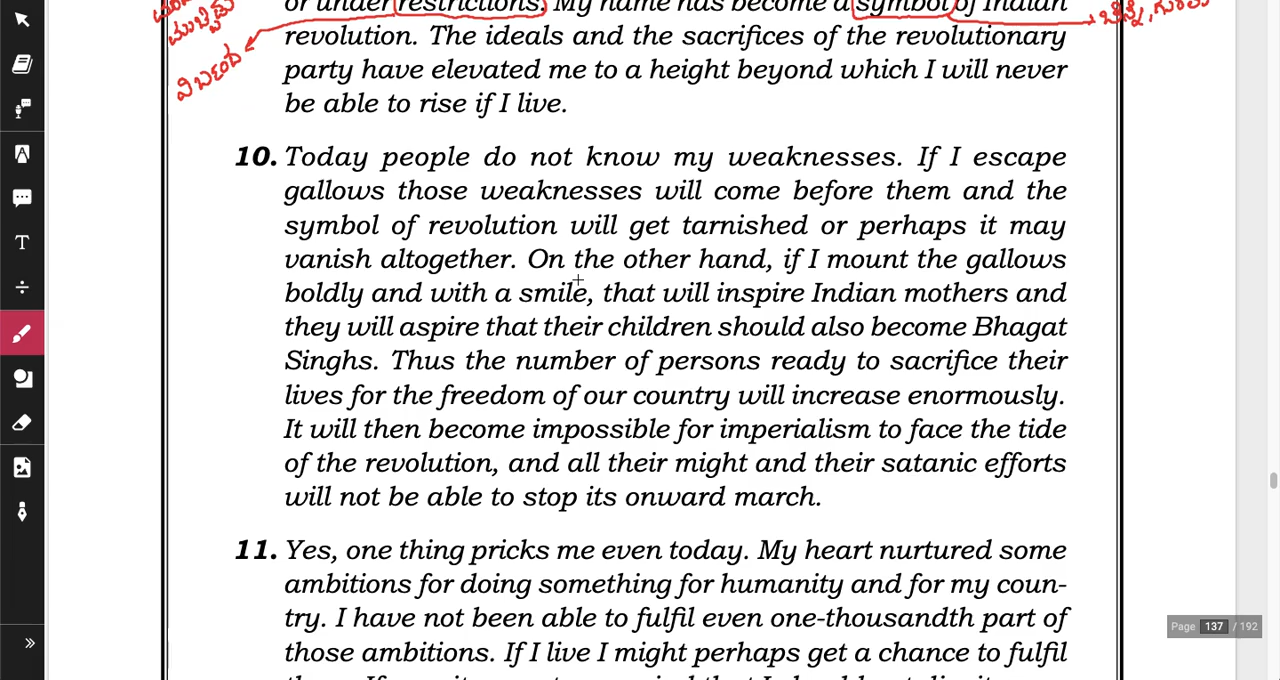 or under restrictions. My name has become a symbol of Indian
ನಿರ್ಬಂಧ
revolution. The ideals and the sacrifices of the revolutionary
party have elevated me to a height beyond which I will never
be able to rise if I live.
10. Today people do not know my weaknesses. If I escape
gallows those weaknesses will come before them and the
symbol of revolution will get tarnished or perhaps it may
vanish altogether. On the other hand, if I mount the gallows
boldly and with a smile, that will inspire Indian mothers and
they will aspire that their children should also become Bhagat
Singhs. Thus the number of persons ready to sacrifice their
lives for the freedom of our country will increase enormously.
It will then become impossible for imperialism to face the tide
of the revolution, and all their might and their satanic efforts
will not be able to stop its onward march.
11. Yes, one thing pricks me even today. My heart nurtured some
ambitions for doing something for humanity and for my coun-
try. I have not been able to fulfil even one-thousandth part of
those ambitions. If I live I might perhaps get a chance to fulfil
Page 137 / 192